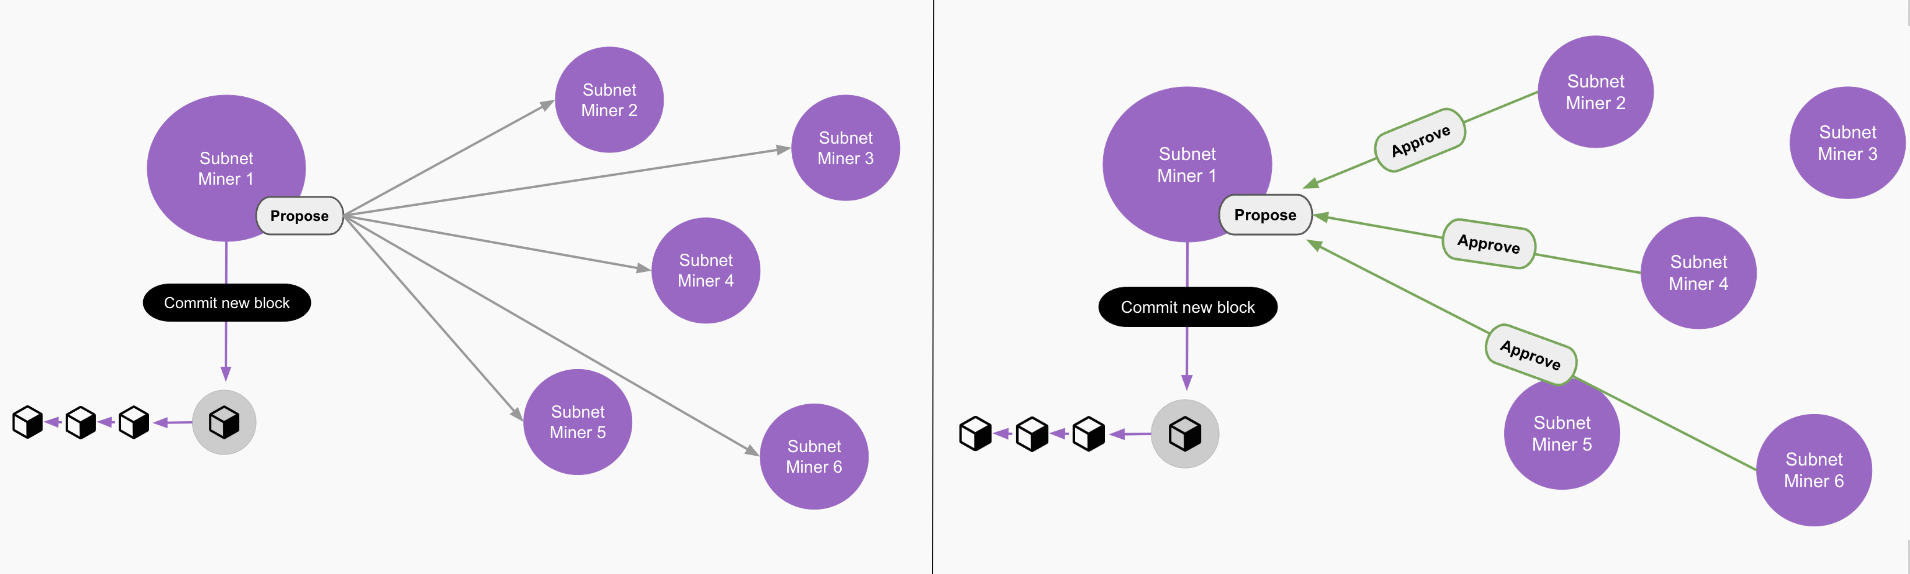 Subnet
Miner 1
Propose
Commit new block
Subnet
Miner 2
Subnet
Miner 3
Subnet
Miner 4
Subnet
Miner 5
Subnet
Miner 6
Subnet
Miner 1
Propose
Commit new block
Approve
Subnet
Miner 2
Subnet
Miner 3
Approve
Subnet
Miner 4
Approve
Subnet
Miner 5
Subnet
Miner 6